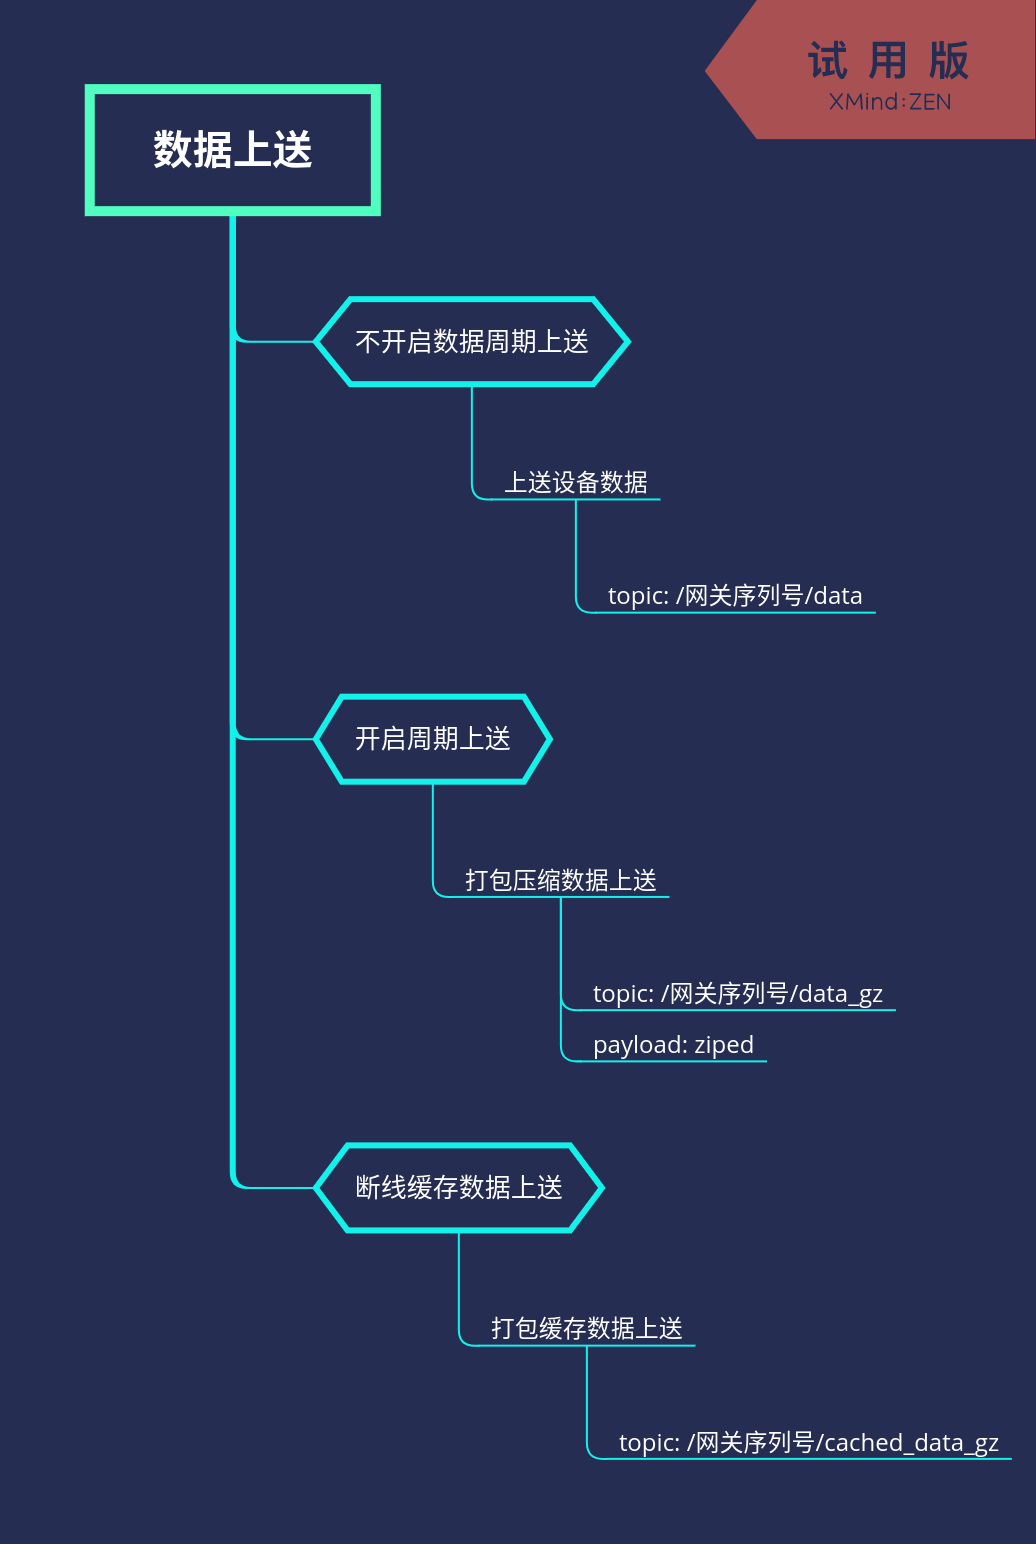 试 用 版
XMind:ZEN
数据上送
不开启数据周期上送
上送设备数据
topic: /网关序列号/data
开启周期上送
打包压缩数据上送
topic: /网关序列号/data_gz
payload: ziped
断线缓存数据上送
打包缓存数据上送
topic: /网关序列号/cached_data_gz